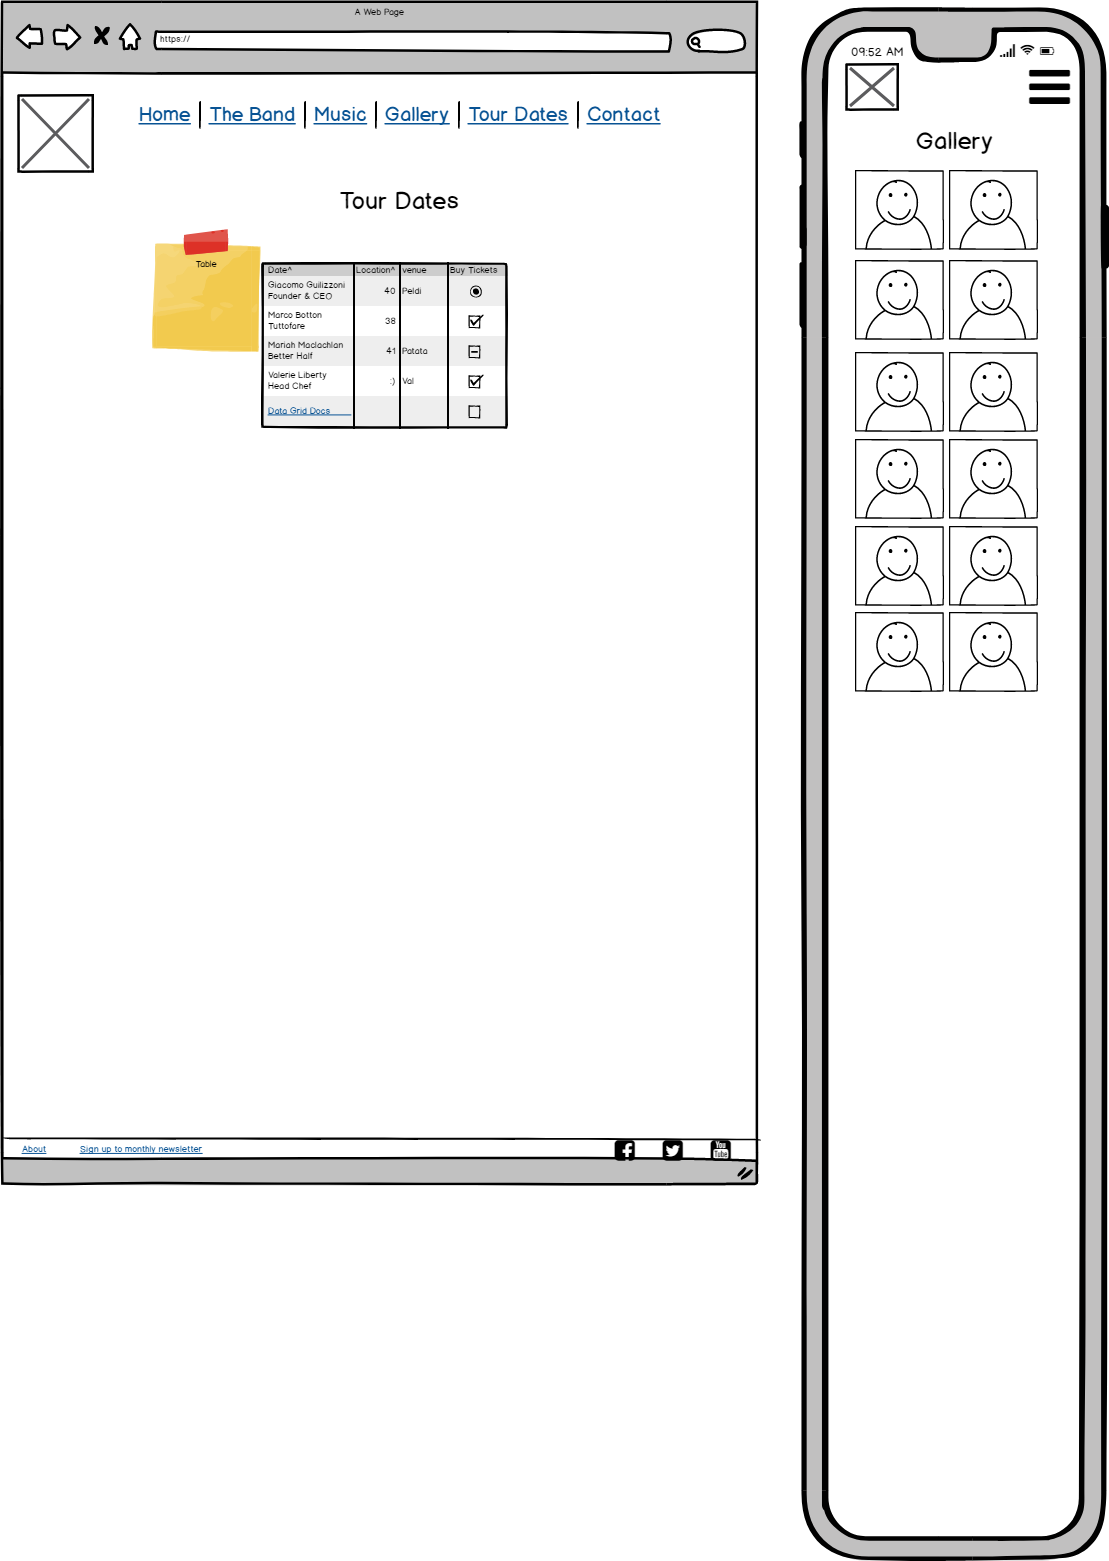 A Web Page
https://
Home | The Band | Music | Gallery | Tour Dates | Contact
Tour Dates
Table
Date^ Location^ venue Buy Tickets
Giacomo Guilizzoni 40 Peldi
Founder & CEO
Marco Botton 38
Tuttofare
Mariah Maclachlan 41 Patata
Better Half
Valerie Liberty :) Val
Head Chef
Data Grid Docs
About Sign up to monthly newsletter You Tube
09:52 AM
Gallery